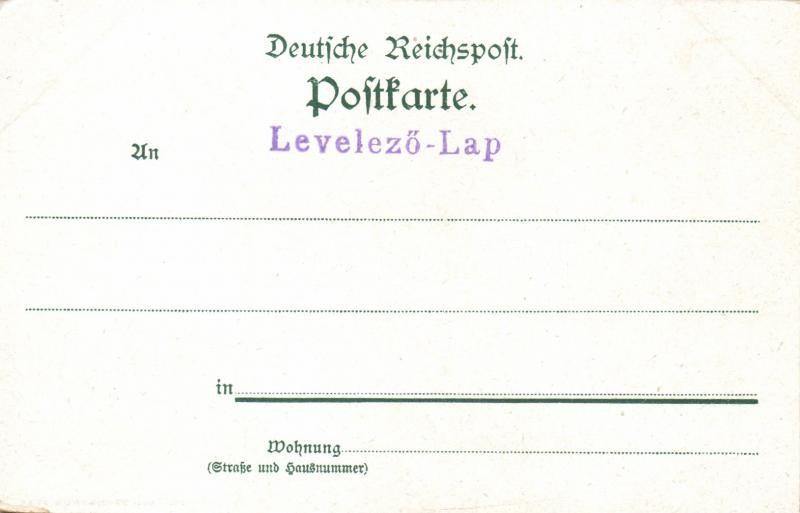 Deutsche Reichspost.
Postkarte.
Levelező-Lap
An
in
Wohnung
(Straße und Hausnummer)